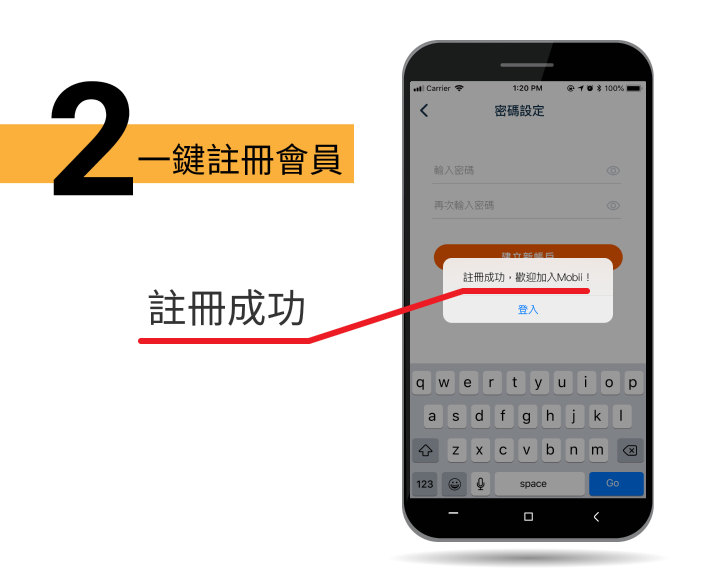 2
一鍵註冊會員
註冊成功
Carrier
1:20 PM
100%
密碼設定
輸入密碼
再次輸入密碼
建立新帳戶
註冊成功，歡迎加入Mobii！
登入
q w e r t y u i o p
a s d f g h j k l
z x c v b n m
123 space Go